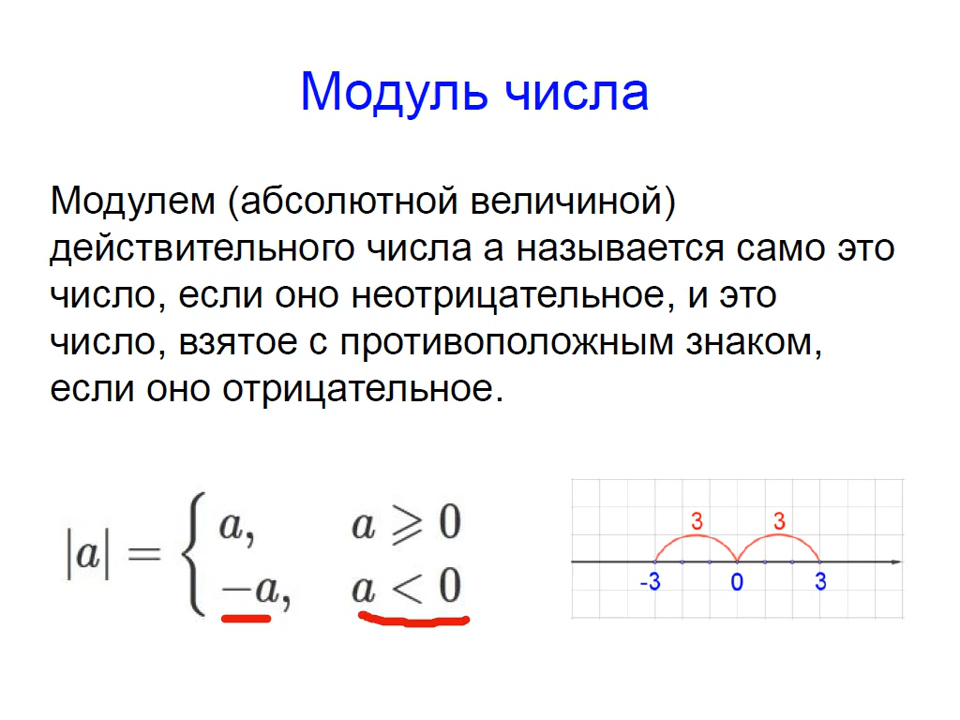 Модуль числа
Модулем (абсолютной величиной)
действительного числа а называется само это
число, если оно неотрицательное, и это
число, взятое с противоположным знаком,
если оно отрицательное.
|a| = { a, a ⩾ 0
−a, a < 0
3 3
-3 0 3